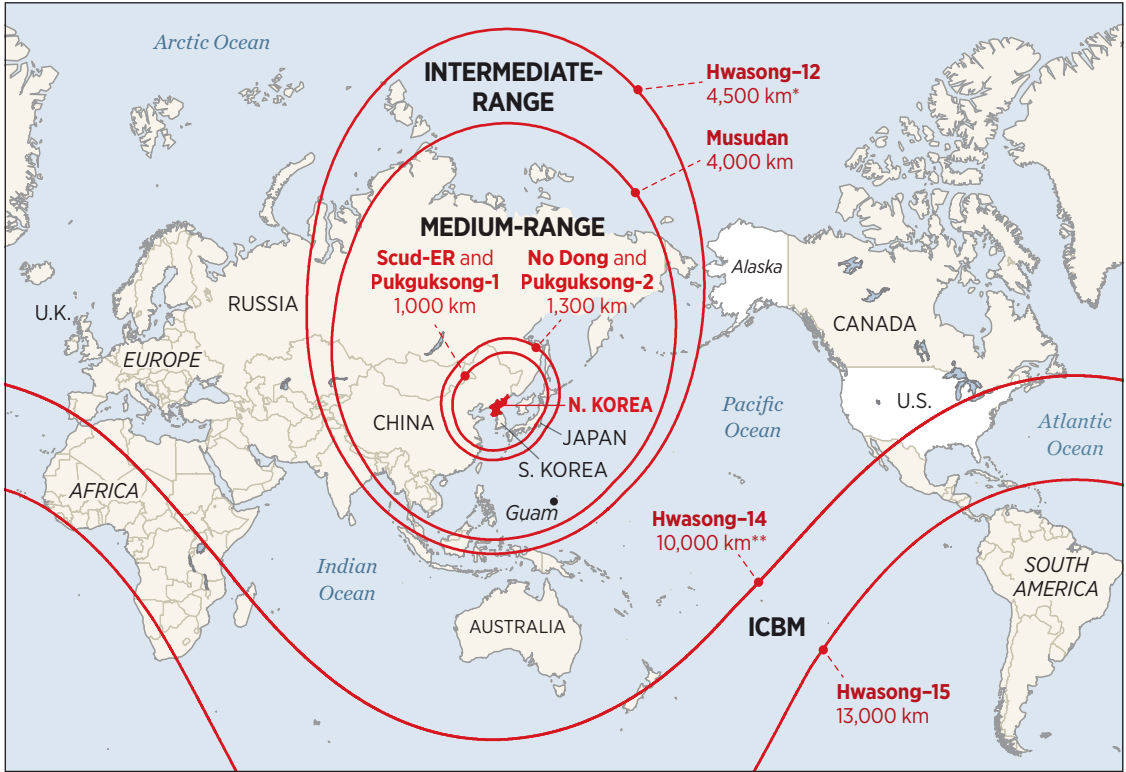 Arctic Ocean
INTERMEDIATE-
RANGE
Hwasong–12
4,500 km*
Musudan
4,000 km
MEDIUM-RANGE
Scud-ER and
Pukguksong-1
1,000 km
No Dong and
Pukguksong-2
1,300 km
Alaska
U.K.
RUSSIA
CANADA
EUROPE
CHINA
N. KOREA
JAPAN
S. KOREA
Pacific
Ocean
U.S.
Atlantic
Ocean
AFRICA
Guam
Hwasong–14
10,000 km**
Indian
Ocean
SOUTH
AMERICA
AUSTRALIA
ICBM
Hwasong–15
13,000 km